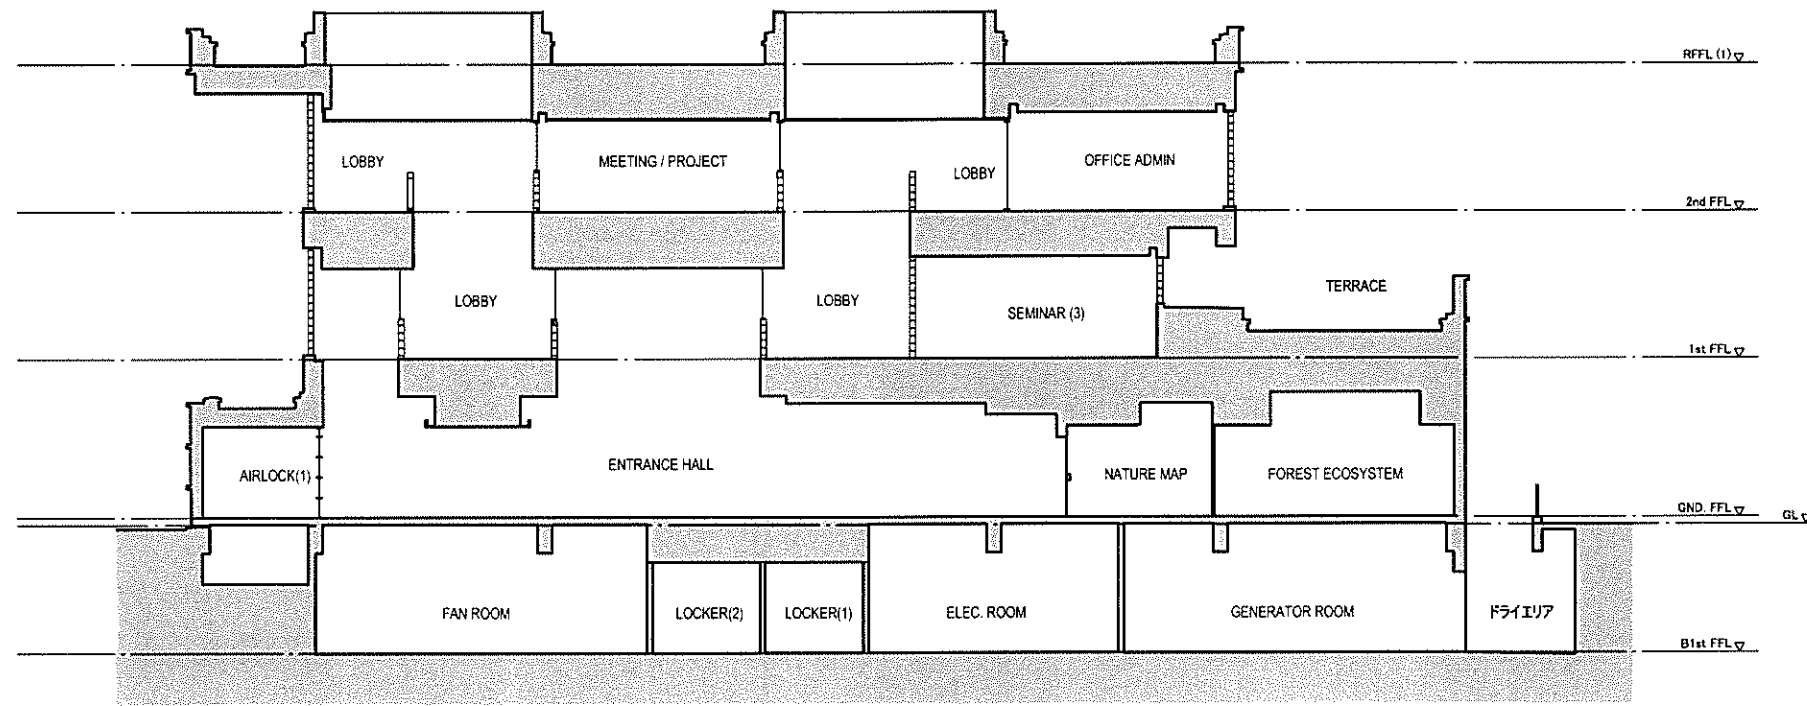 RFFL (1)
LOBBY
MEETING / PROJECT
LOBBY
OFFICE ADMIN
2nd FFL
LOBBY
LOBBY
SEMINAR (3)
TERRACE
1st FFL
AIRLOCK(1)
ENTRANCE HALL
NATURE MAP
FOREST ECOSYSTEM
GND. FFL
GL
FAN ROOM
LOCKER(2)
LOCKER(1)
ELEC. ROOM
GENERATOR ROOM
ドライエリア
B1st FFL